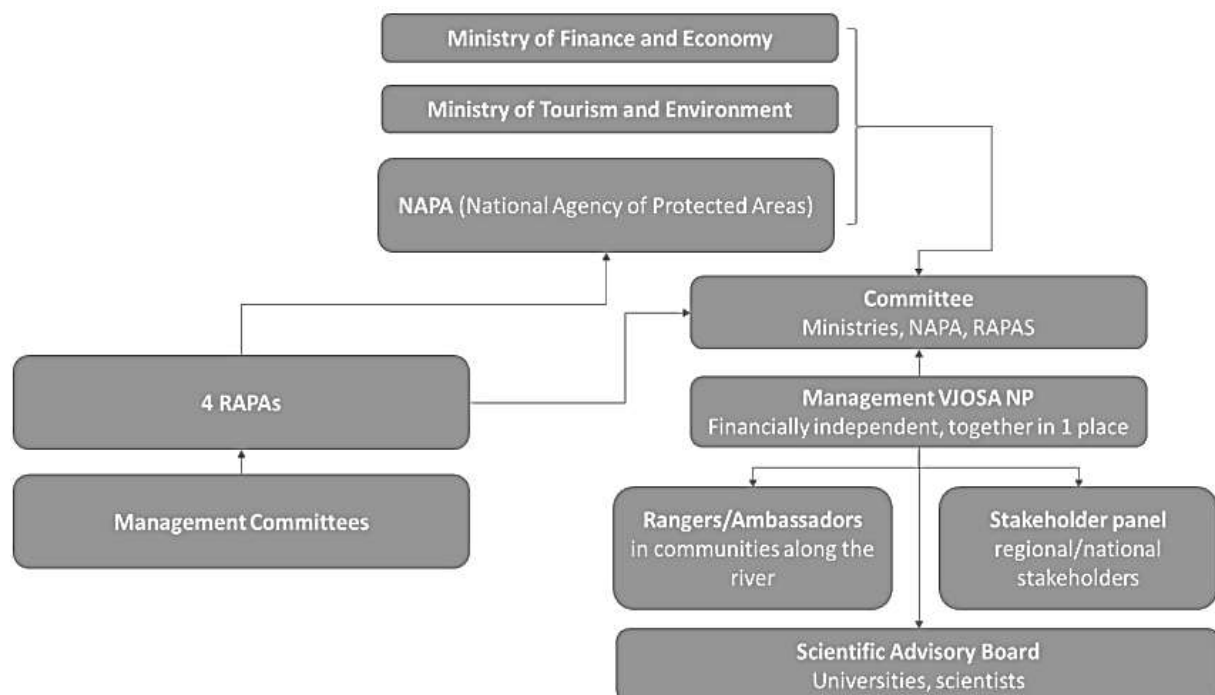 Ministry of Finance and Economy
Ministry of Tourism and Environment
NAPA (National Agency of Protected Areas)
Committee
Ministries, NAPA, RAPAS
4 RAPAs
Management VJOSA NP
Financially independent, together in 1 place
Management Committees
Rangers/Ambassadors
in communities along the
river
Stakeholder panel
regional/national
stakeholders
Scientific Advisory Board
Universities, scientists